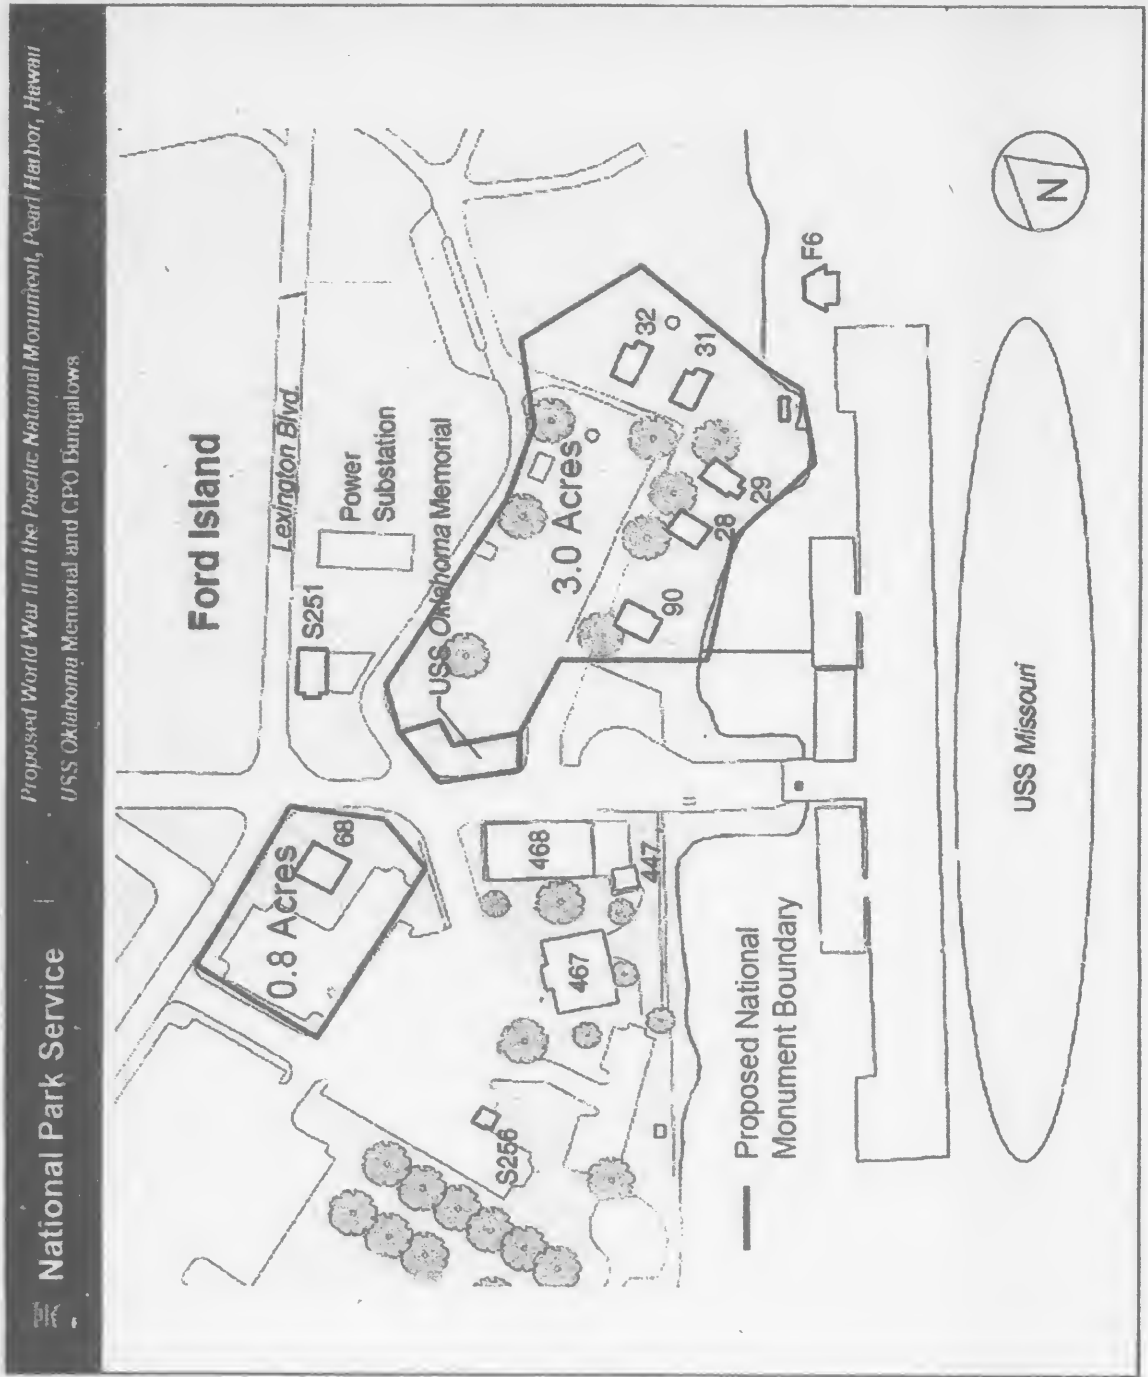 National Park Service
Proposed World War II in the Pacific National Monument, Pearl Harbor, Hawaii
USS Oklahoma Memorial and CPO Bungalows
Ford Island
Lexington Blvd.
S251
Power
Substation
USS Oklahoma Memorial
0.8 Acres
68
3.0 Acres
32
31
29
28
90
F6
468
447
467
S256
Proposed National
Monument Boundary
USS Missouri
N